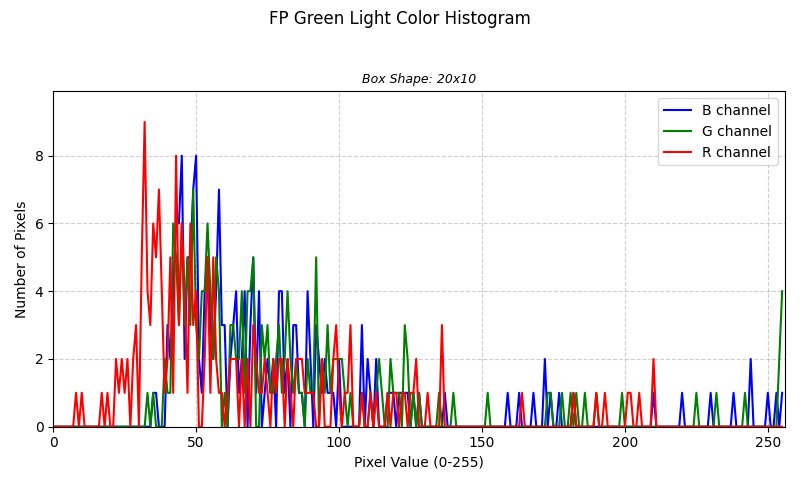 FP Green Light Color Histogram
Box Shape: 20x10
B channel
G channel
R channel
Number of Pixels
8
6
4
2
0
0 50 100 150 200 250
Pixel Value (0-255)